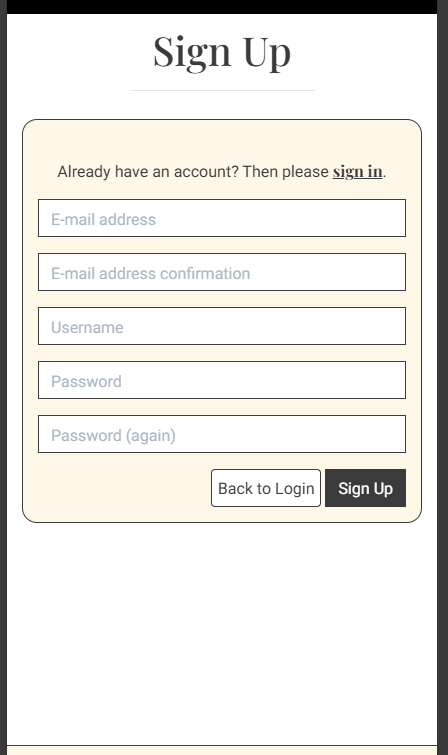 Sign Up
Already have an account? Then please sign in.
E-mail address
E-mail address confirmation
Username
Password
Password (again)
Back to Login Sign Up